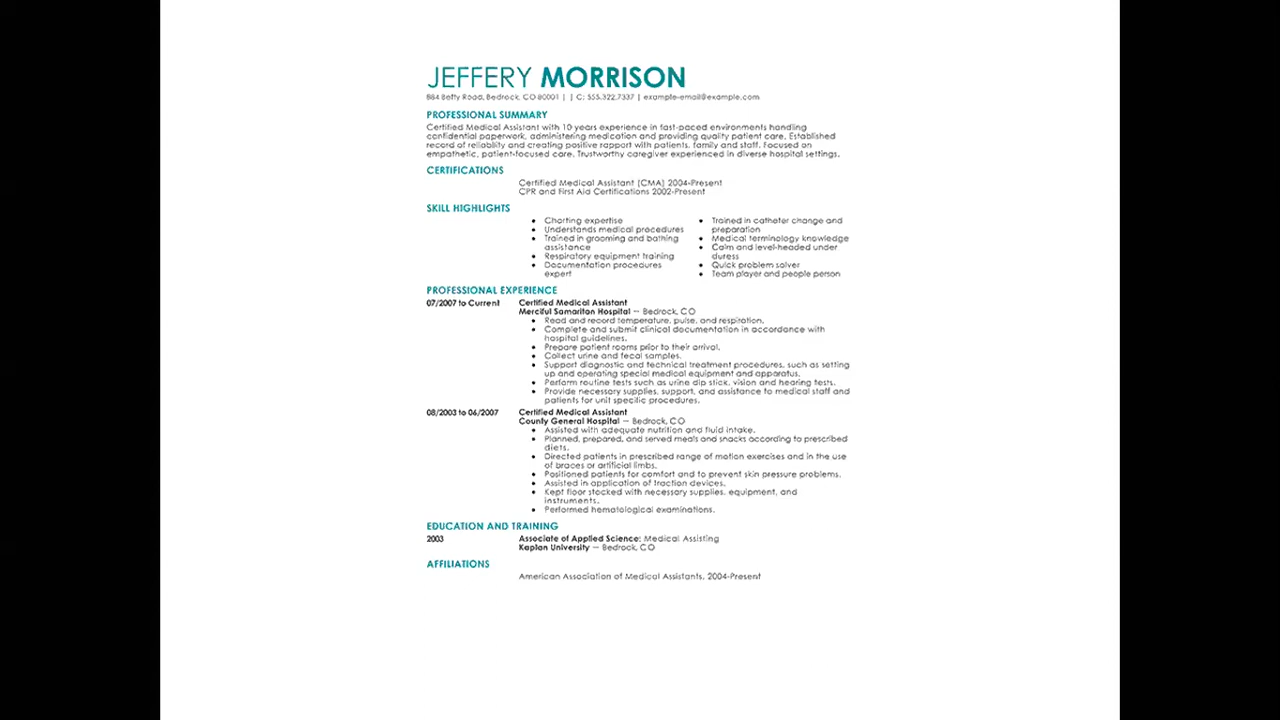 JEFFERY MORRISON
884 Betty Road, Bedrock, CO 80001 | | C: 555.322.7337 | example-email@example.com
PROFESSIONAL SUMMARY
Certified Medical Assistant with 10 years experience in fast-paced environments handling
confidential paperwork, administering medication and providing quality patient care. Established
record of reliability and creating positive rapport with patients, family and staff. Focused on
empathetic, patient-focused care. Trustworthy caregiver experienced in diverse hospital settings.
CERTIFICATIONS
Certified Medical Assistant (CMA) 2004-Present
CPR and First Aid Certifications 2002-Present
SKILL HIGHLIGHTS
• Charting expertise
• Understands medical procedures
• Trained in grooming and bathing
assistance
• Respiratory equipment training
• Documentation procedures
expert
• Trained in catheter change and
preparation
• Medical terminology knowledge
• Calm and level-headed under
duress
• Quick problem solver
• Team player and people person
PROFESSIONAL EXPERIENCE
07/2007 to Current Certified Medical Assistant
Merciful Samaritan Hospital — Bedrock, CO
• Read and record temperature, pulse, and respiration.
• Complete and submit clinical documentation in accordance with
hospital guidelines.
• Prepare patient rooms prior to their arrival.
• Collect urine and fecal samples.
• Support diagnostic and technical treatment procedures, such as setting
up and operating special medical equipment and apparatus.
• Perform routine tests such as urine dip stick, vision and hearing tests.
• Provide necessary supplies, support, and assistance to medical staff and
patients for unit specific procedures.
08/2003 to 06/2007 Certified Medical Assistant
County General Hospital — Bedrock, CO
• Assisted with adequate nutrition and fluid intake.
• Planned, prepared, and served meals and snacks according to prescribed
diets.
• Directed patients in prescribed range of motion exercises and in the use
of braces or artificial limbs.
• Positioned patients for comfort and to prevent skin pressure problems.
• Assisted in application of traction devices.
• Kept floor stocked with necessary supplies, equipment, and
instruments.
• Performed hematological examinations.
EDUCATION AND TRAINING
2003 Associate of Applied Science: Medical Assisting
Kaplan University — Bedrock, CO
AFFILIATIONS
American Association of Medical Assistants, 2004-Present